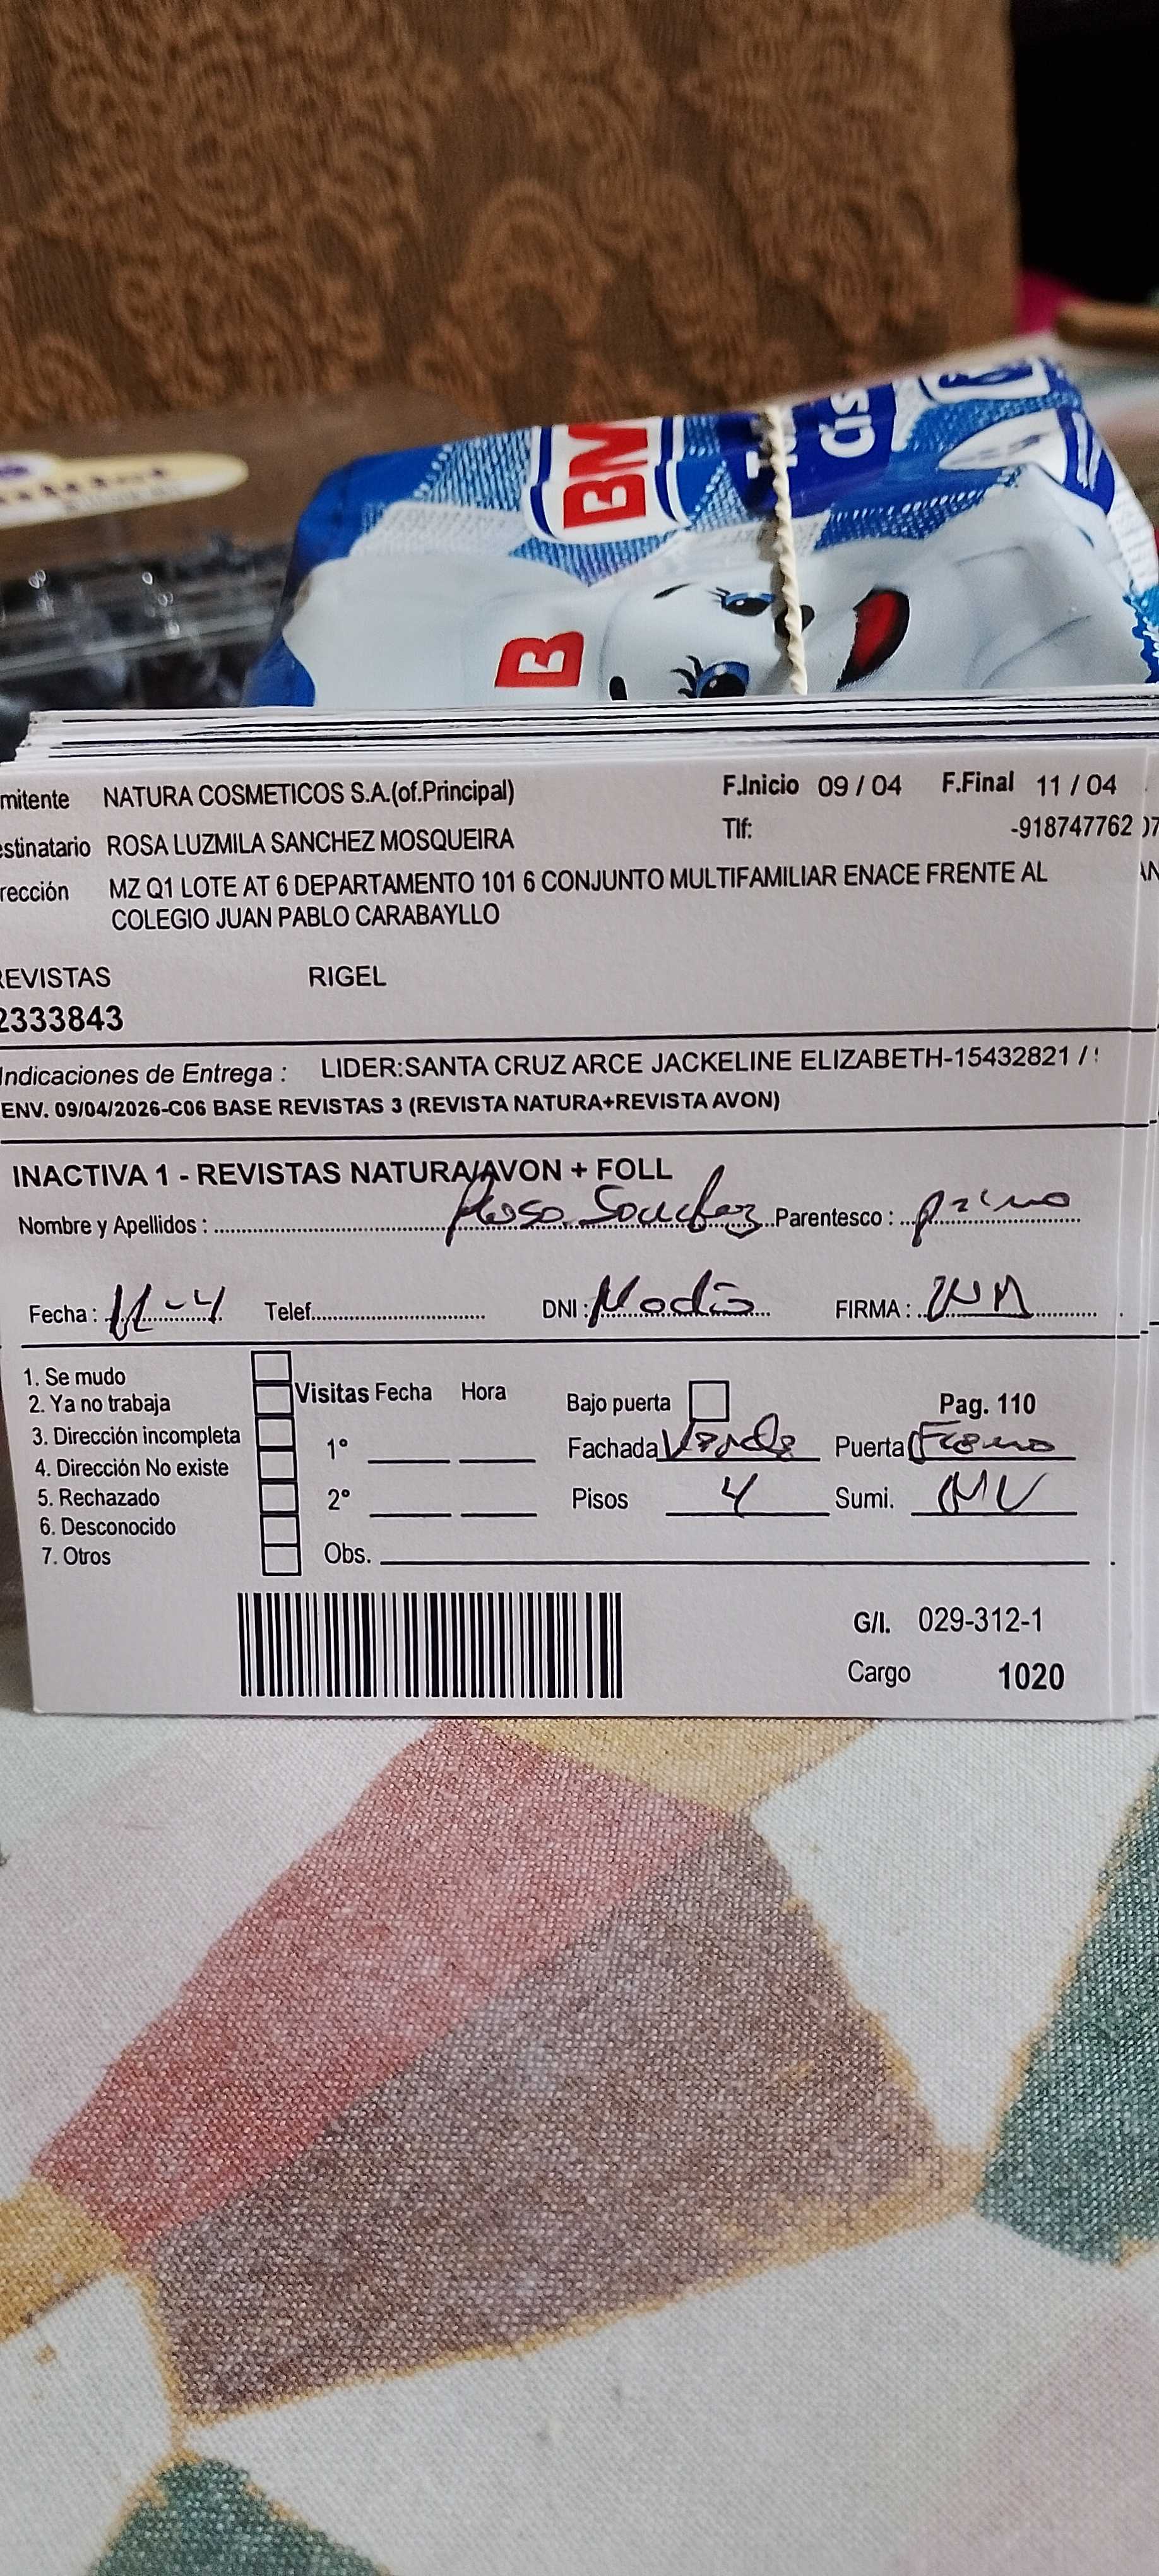 BM
B
mitente NATURA COSMETICOS S.A.(of.Principal) F.Inicio 09 / 04 F.Final 11 / 04
estinatario ROSA LUZMILA SANCHEZ MOSQUEIRA Tlf: -918747762
rección MZ Q1 LOTE AT 6 DEPARTAMENTO 101 6 CONJUNTO MULTIFAMILIAR ENACE FRENTE AL
COLEGIO JUAN PABLO CARABAYLLO
REVISTAS RIGEL
2333843
Indicaciones de Entrega : LIDER:SANTA CRUZ ARCE JACKELINE ELIZABETH-15432821 /
ENV. 09/04/2026-C06 BASE REVISTAS 3 (REVISTA NATURA+REVISTA AVON)
INACTIVA 1 - REVISTAS NATURA/AVON + FOLL
Nombre y Apellidos : Rosa Sanchez Parentesco : primo
Fecha : 11-4 Telef. DNI : FIRMA :
1. Se mudo
2. Ya no trabaja Visitas Fecha Hora Bajo puerta Pag. 110
3. Dirección incompleta 1° Fachada Verde Puerta Fierro
4. Dirección No existe
5. Rechazado 2° Pisos 4 Sumi.
6. Desconocido
7. Otros Obs.
G/I. 029-312-1
Cargo 1020